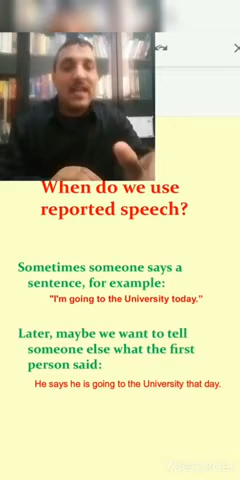 When do we use
reported speech?
Sometimes someone says a
sentence, for example:
"I'm going to the University today."
Later, maybe we want to tell
someone else what the first
person said:
He says he is going to the University that day.